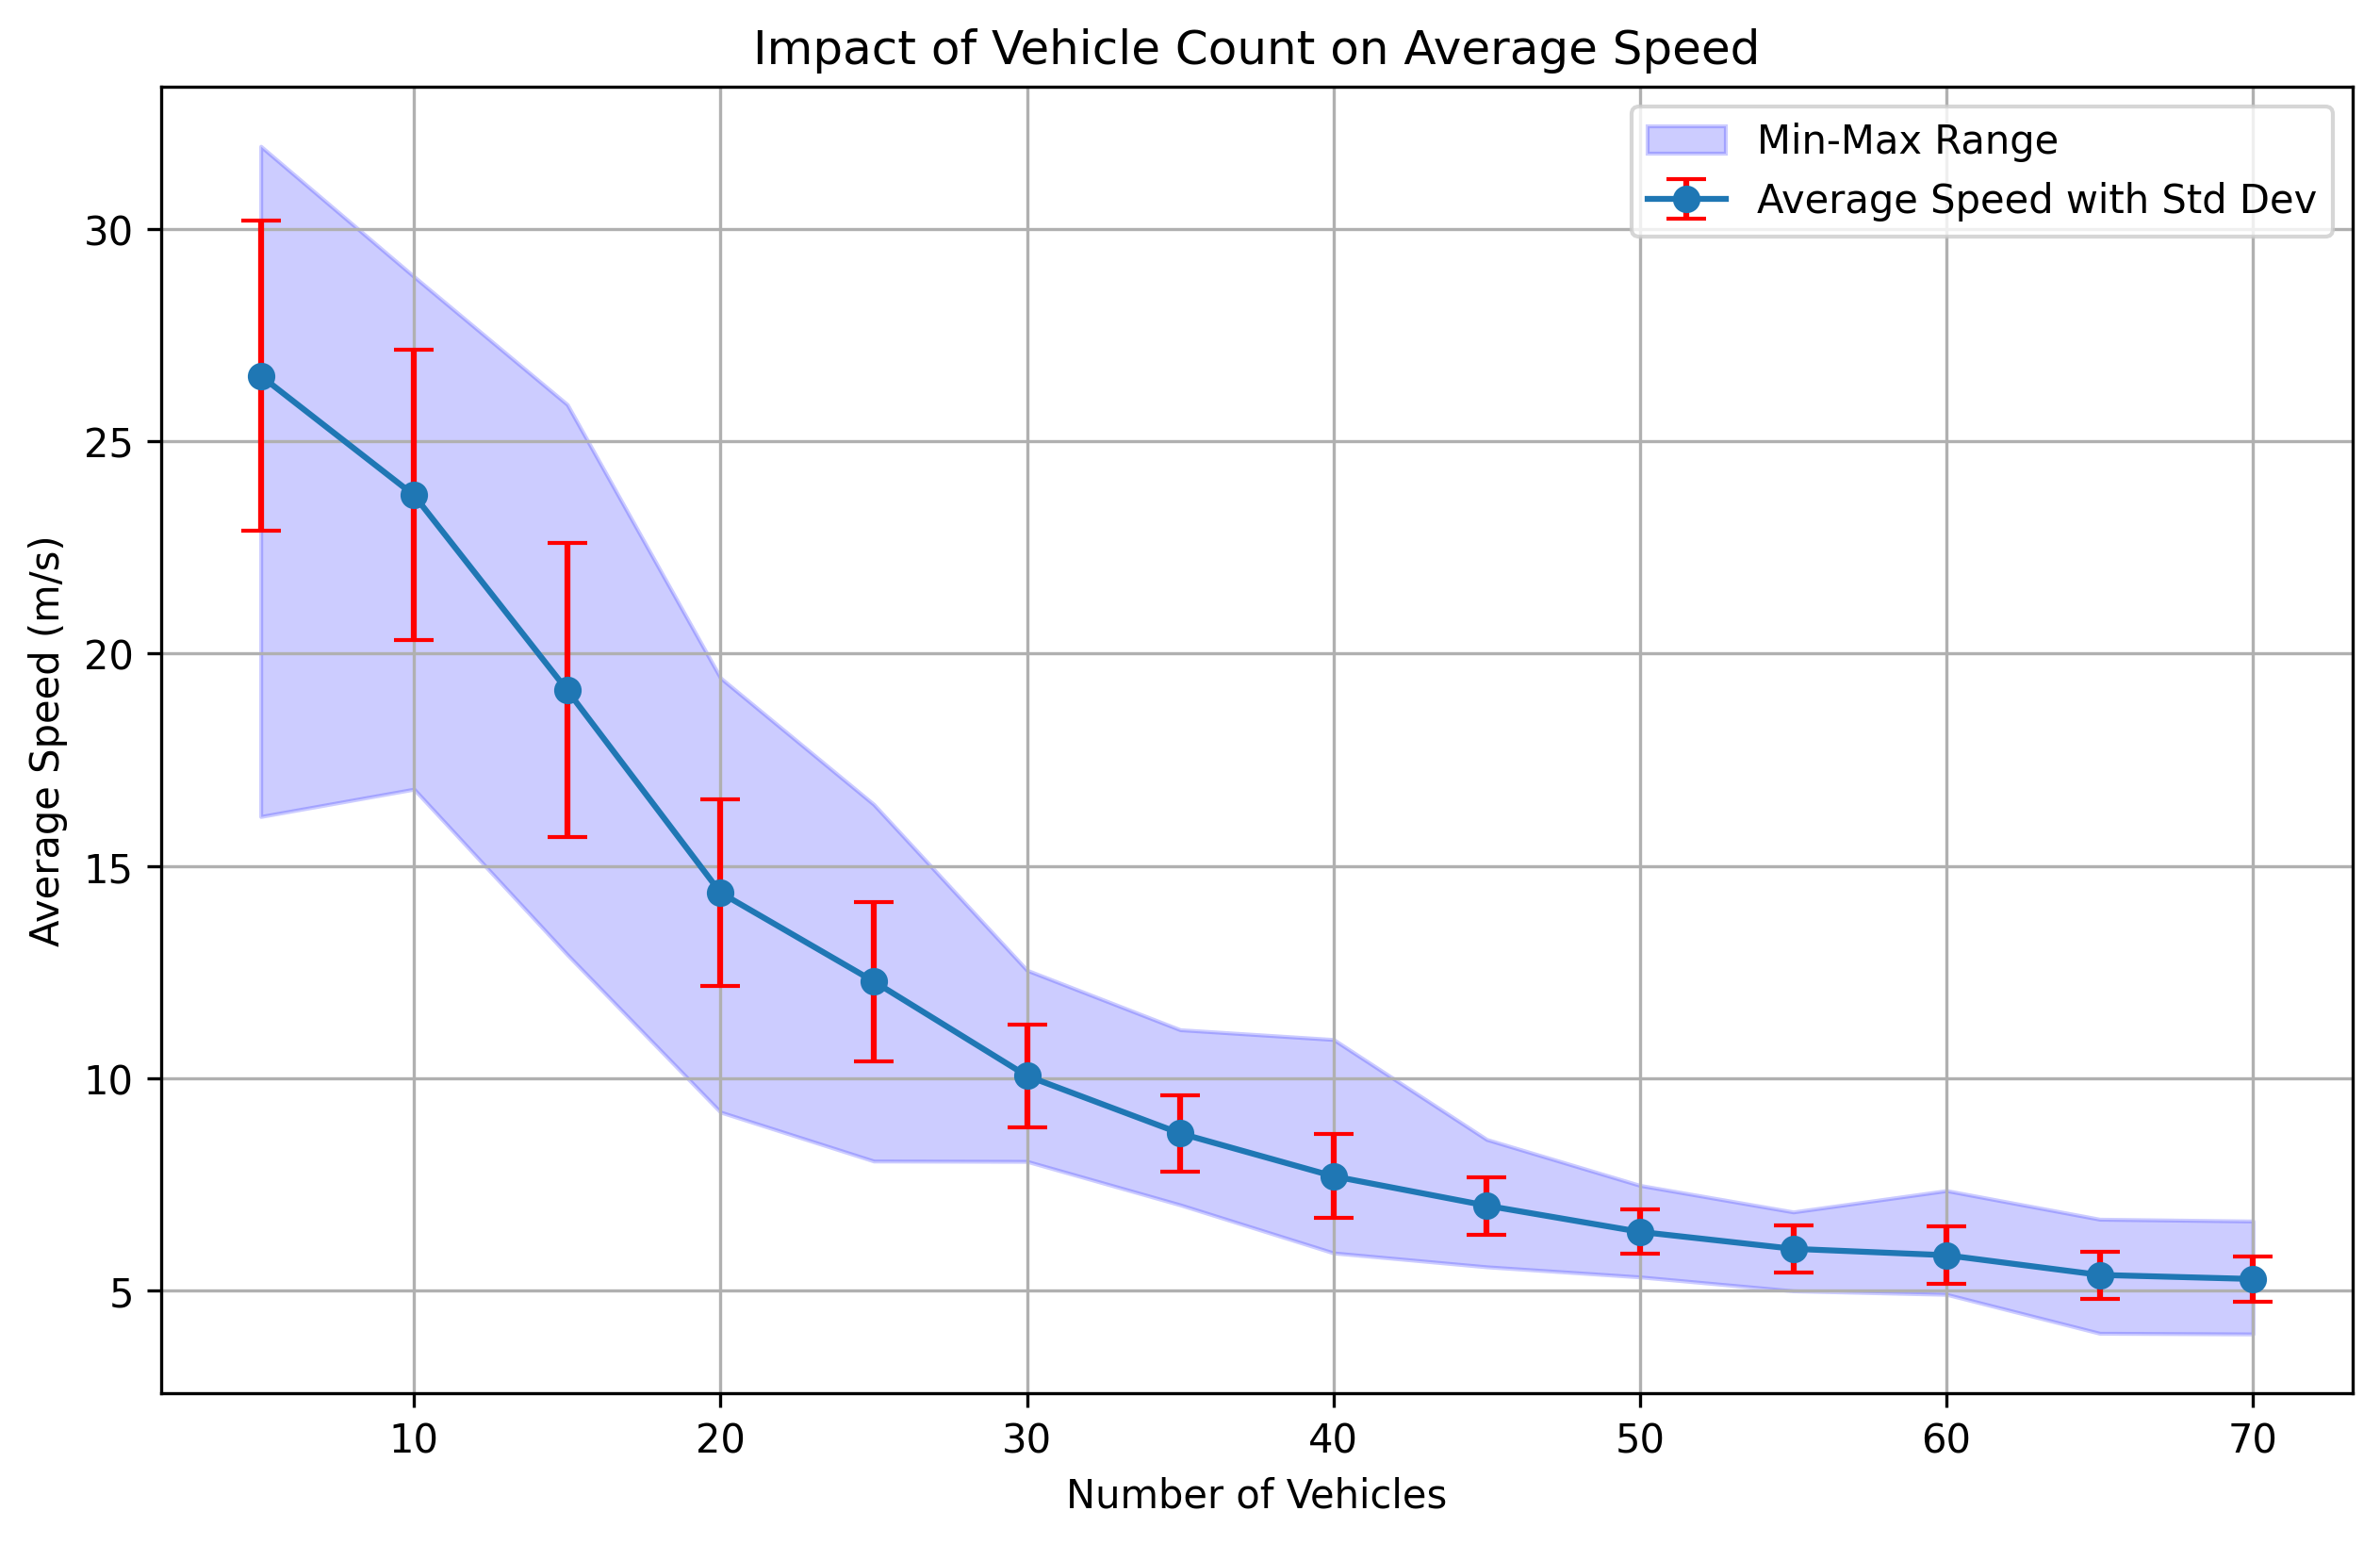 Impact of Vehicle Count on Average Speed
Min-Max Range
Average Speed with Std Dev
Average Speed (m/s)
30
25
20
15
10
5
10 20 30 40 50 60 70
Number of Vehicles